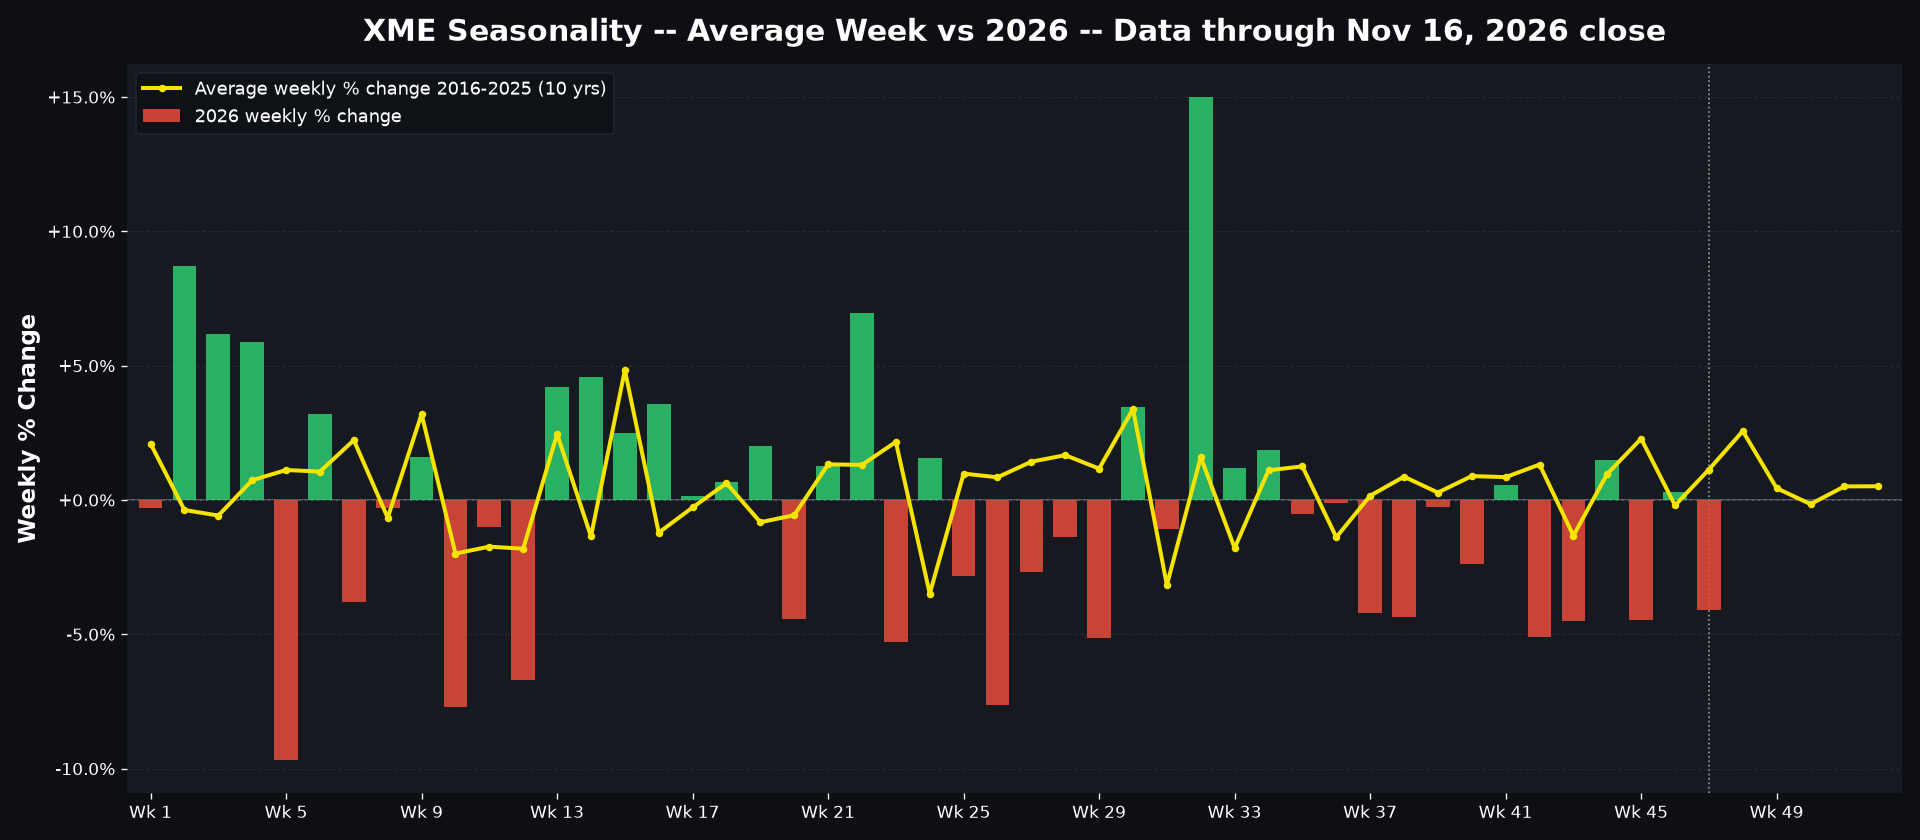 XME Seasonality -- Average Week vs 2026 -- Data through Nov 16, 2026 close
Average weekly % change 2016-2025 (10 yrs)
2026 weekly % change
Weekly % Change
+15.0%
+10.0%
+5.0%
+0.0%
-5.0%
-10.0%
Wk 1 Wk 5 Wk 9 Wk 13 Wk 17 Wk 21 Wk 25 Wk 29 Wk 33 Wk 37 Wk 41 Wk 45 Wk 49